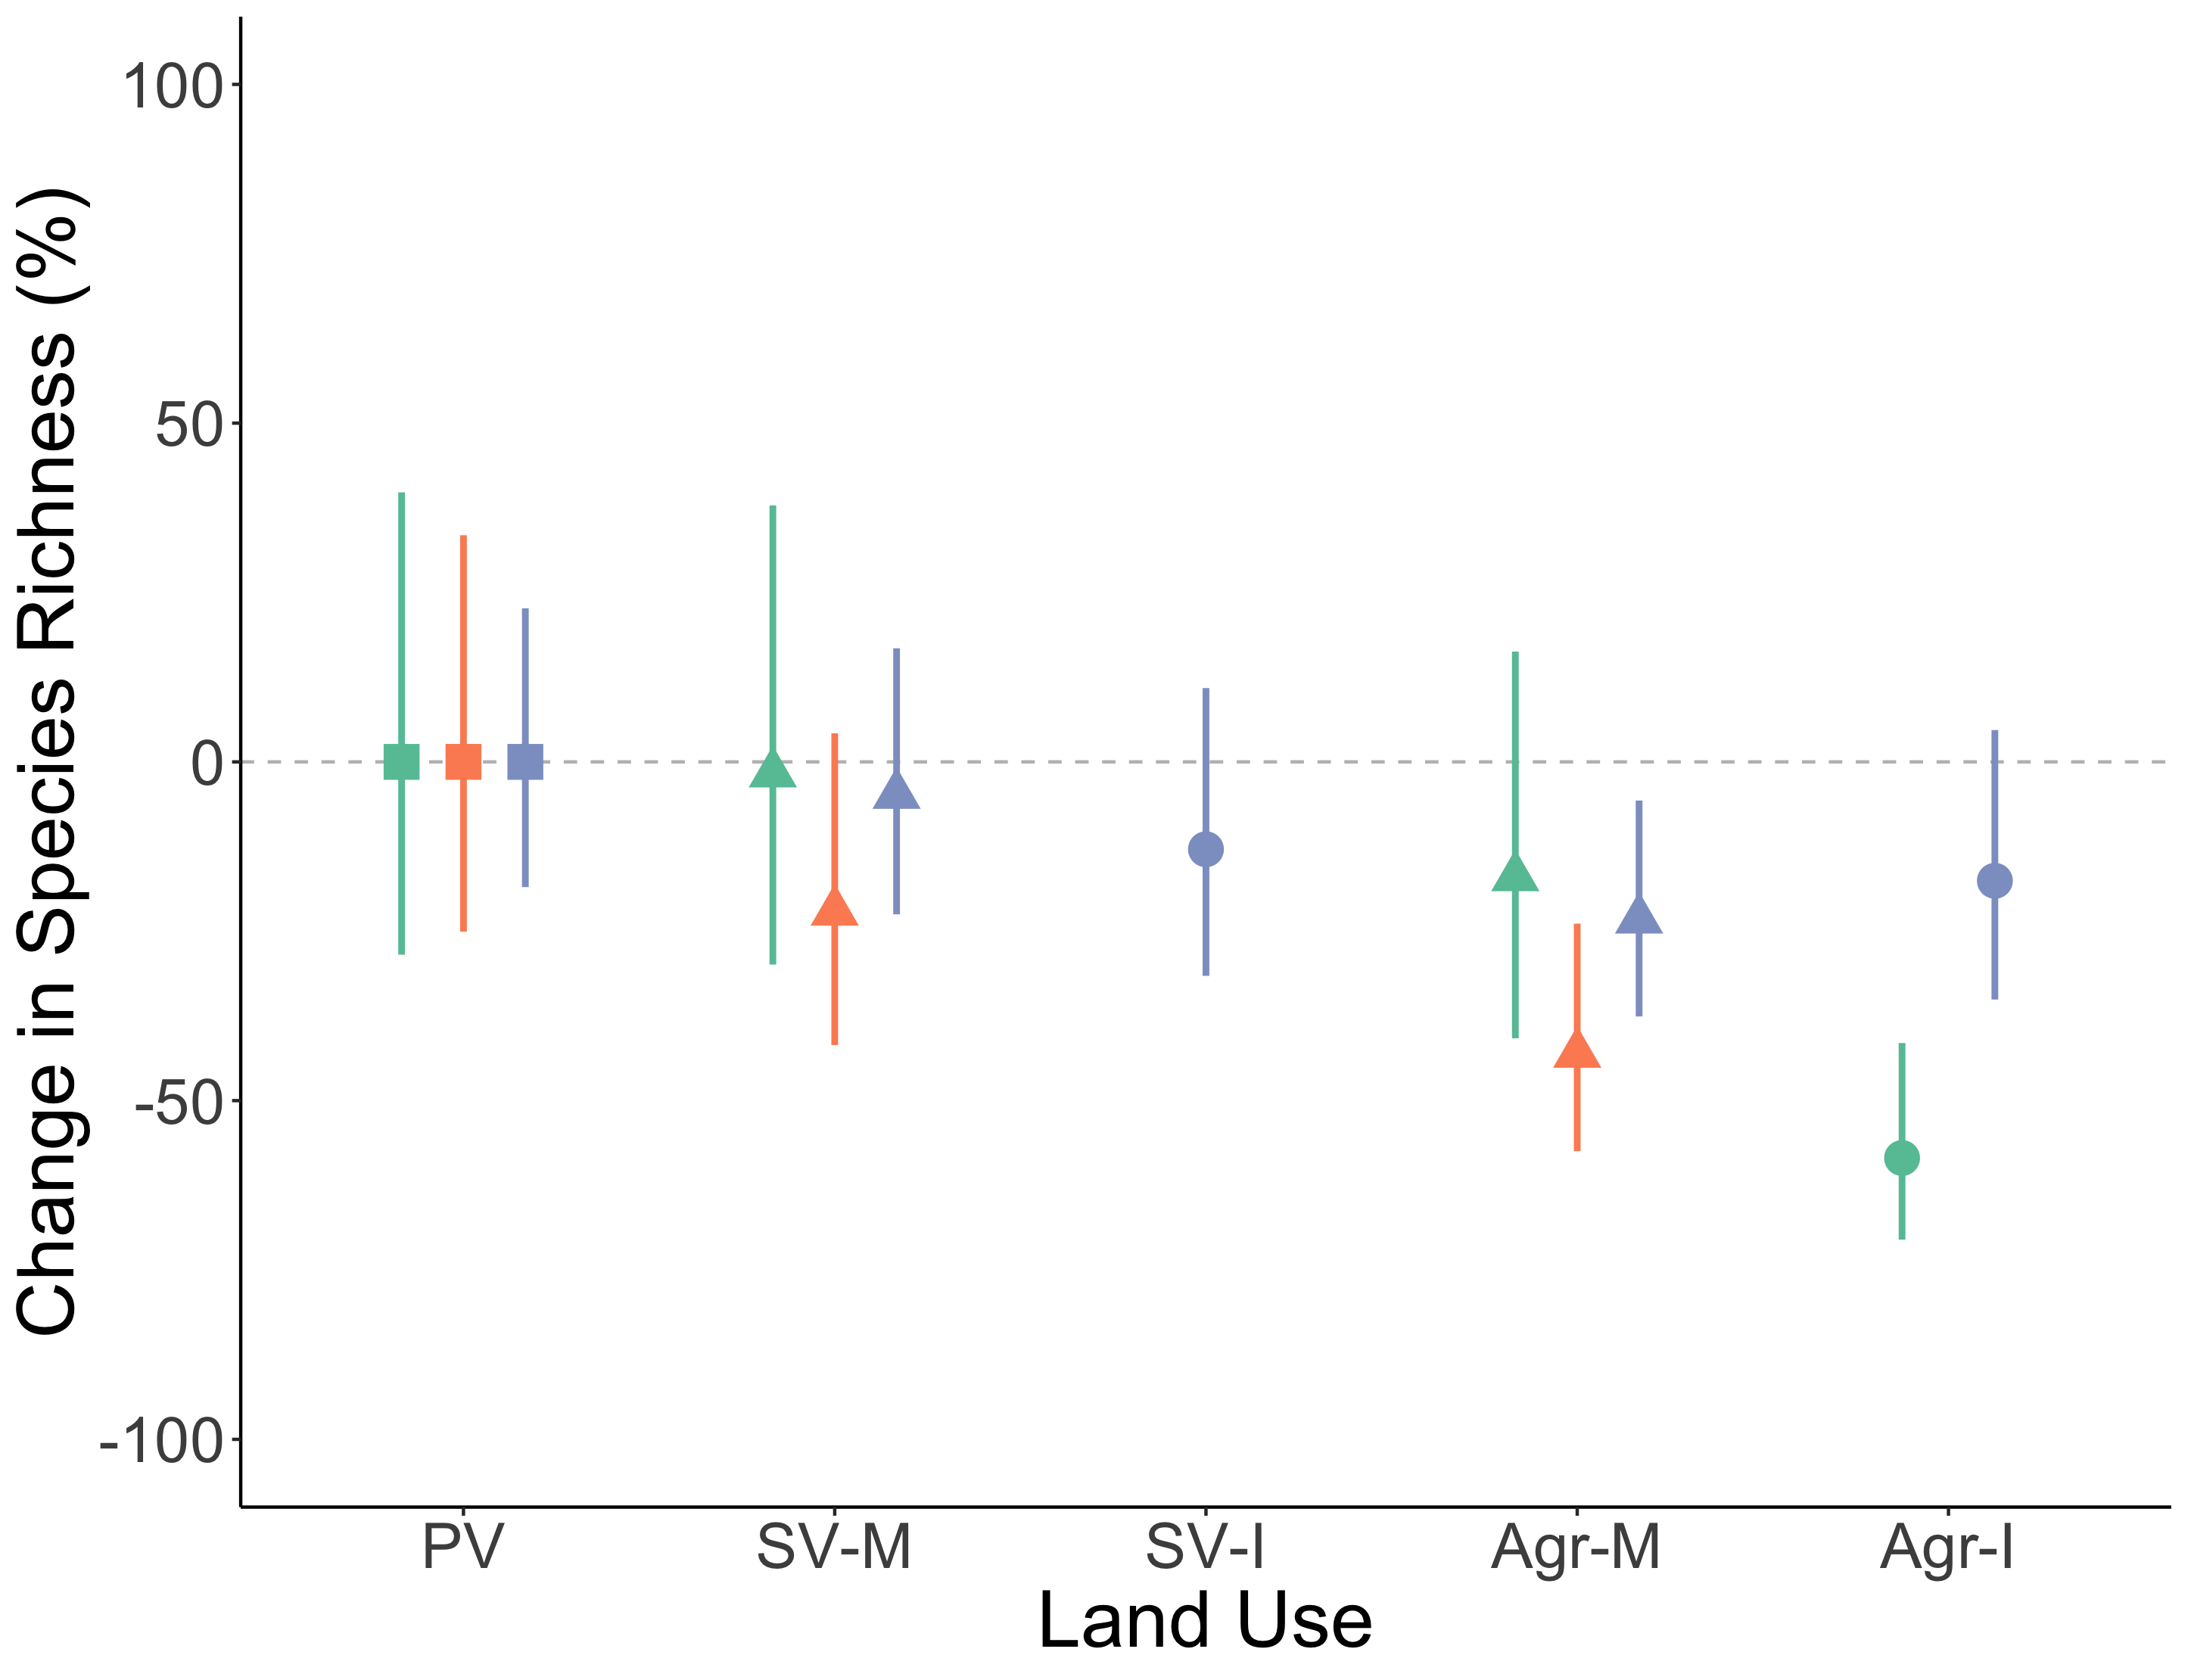 Change in Species Richness (%)
100
50
0
-50
-100
PV SV-M SV-I Agr-M Agr-I
Land Use